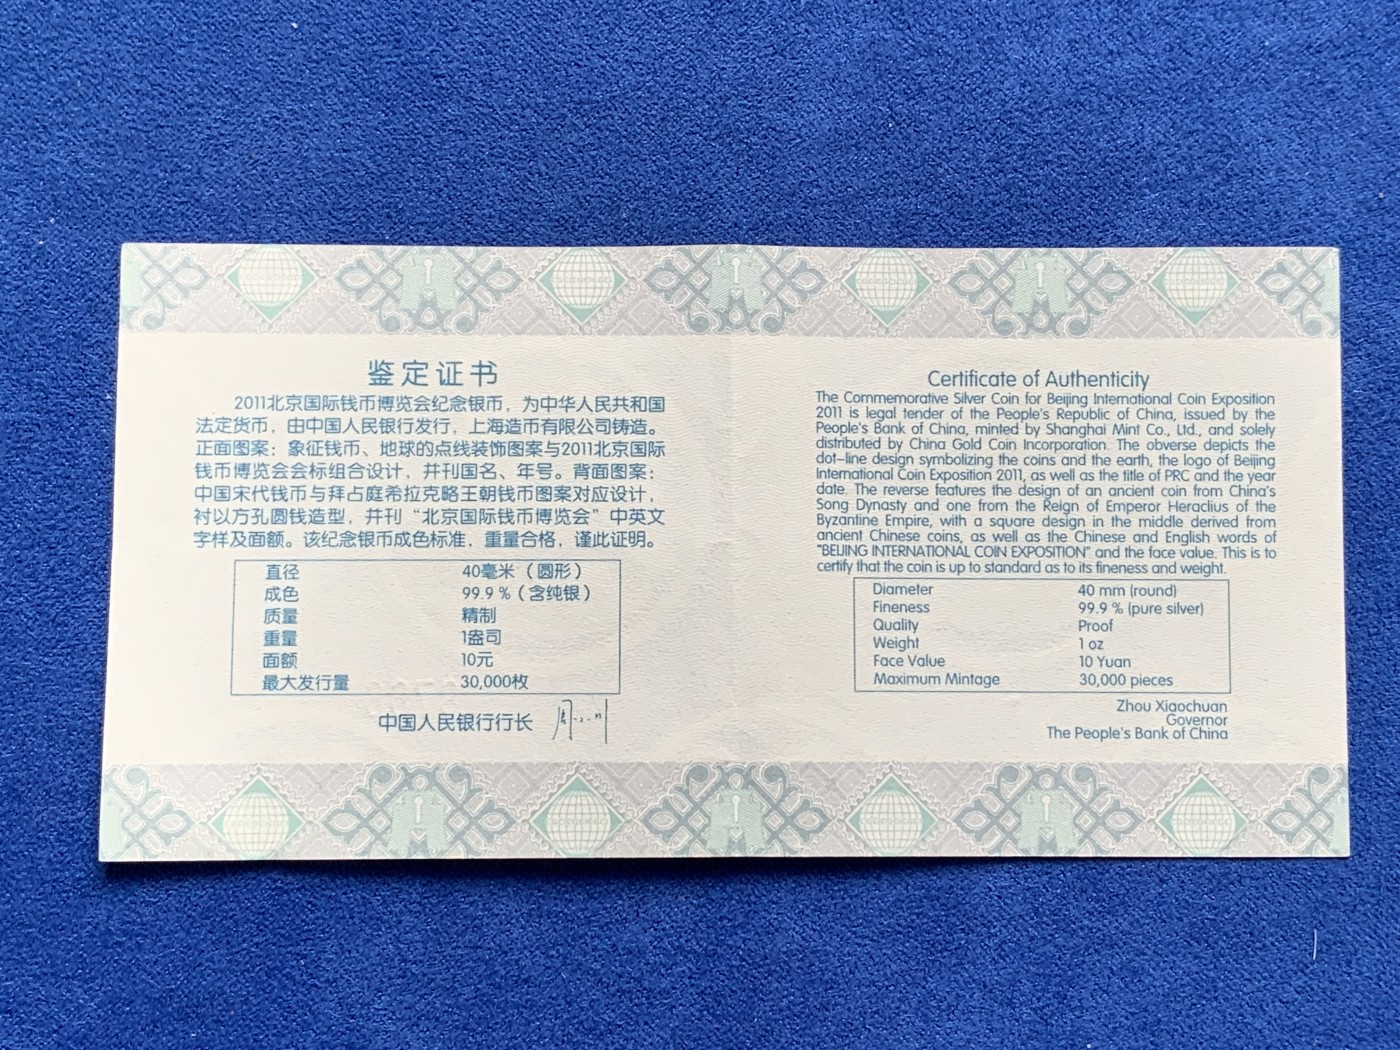 鉴定证书
2011北京国际钱币博览会纪念银币，为中华人民共和国
法定货币，由中国人民银行发行，上海造币有限公司铸造。
正面图案：象征钱币、地球的点线装饰图案与2011北京国际
钱币博览会会标组合设计，并刊国名、年号。背面图案：
中国宋代钱币与拜占庭希拉克略王朝钱币图案对应设计，
衬以方孔圆钱造型，并刊“北京国际钱币博览会”中英文
字样及面额。该纪念银币成色标准，重量合格，谨此证明。
直径 40毫米（圆形）
成色 99.9％（含纯银）
质量 精制
重量 1盎司
面额 10元
最大发行量 30,000枚
中国人民银行行长
Certificate of Authenticity
The Commemorative Silver Coin for Beijing International Coin Exposition
2011 is legal tender of the People's Republic of China, issued by the
People's Bank of China, minted by Shanghai Mint Co., Ltd., and solely
distributed by China Gold Coin Incorporation. The obverse depicts the
dot-line design symbolizing the coins and the earth, the logo of Beijing
International Coin Exposition 2011, as well as the title of PRC and the year
date. The reverse features the design of an ancient coin from China's
Song Dynasty and one from the Reign of Emperor Heraclius of the
Byzantine Empire, with a square design in the middle derived from
ancient Chinese coins, as well as the Chinese and English words of
"BEIJING INTERNATIONAL COIN EXPOSITION" and the face value. This is to
certify that the coin is up to standard as to its fineness and weight.
Diameter 40 mm (round)
Fineness 99.9 % (pure silver)
Quality Proof
Weight 1 oz
Face Value 10 Yuan
Maximum Mintage 30,000 pieces
Zhou Xiaochuan
Governor
The People's Bank of China